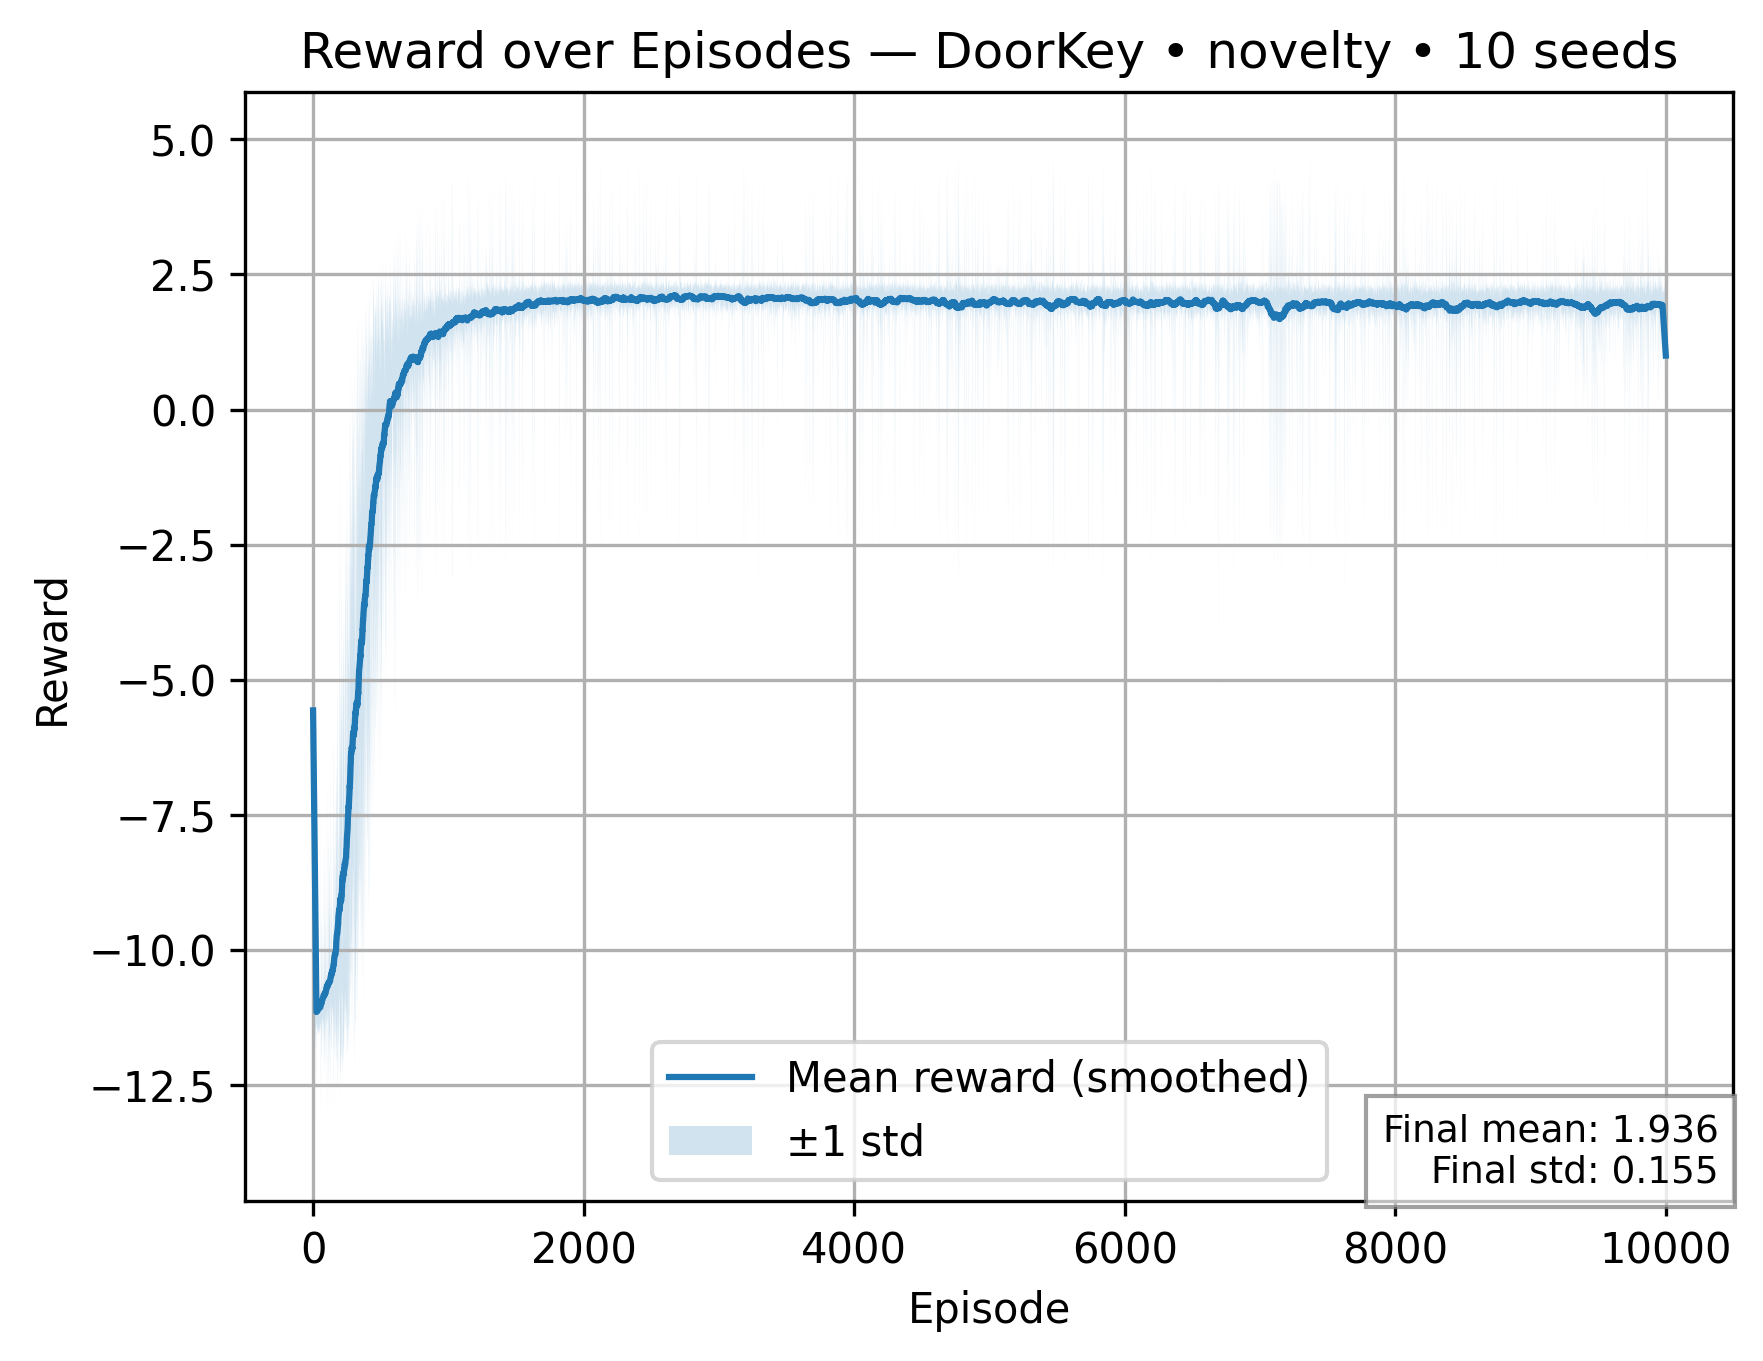 Reward over Episodes — DoorKey • novelty • 10 seeds
5.0
2.5
0.0
−2.5
−5.0
−7.5
−10.0
−12.5
Reward
Mean reward (smoothed)
±1 std
Final mean: 1.936
Final std: 0.155
0 2000 4000 6000 8000 10000
Episode